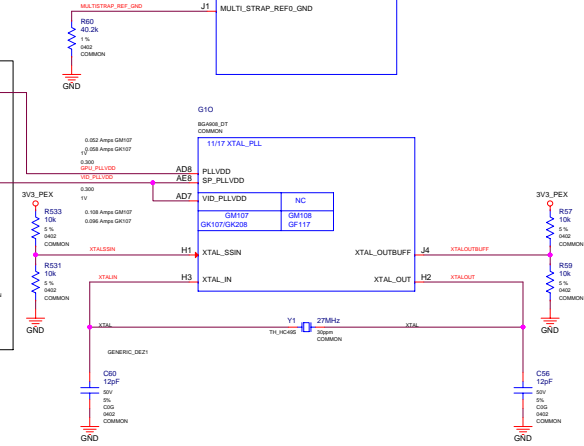 MULTISTRAP_REF_GND
J1
MULTI_STRAP_REF0_GND
R60
40.2k
1 %
0402
COMMON
GND
G1O
BGA908_DT
COMMON
11/17 XTAL_PLL
0.052 Amps GM107
0.058 Amps GK107
1V
0.300
GPU_PLLVDD
AD8
PLLVDD
VID_PLLVDD
AE8
SP_PLLVDD
0.300
1V
AD7
VID_PLLVDD
NC
0.108 Amps GM107
0.096 Amps GK107
GM107
GK107/GK208
GM108
GF117
3V3_PEX
R533
10k
5 %
0402
COMMON
XTALSSIN
H1
XTAL_SSIN
XTAL_OUTBUFF
J4
XTALOUTBUFF
3V3_PEX
R57
10k
5 %
0402
COMMON
R531
10k
5 %
0402
COMMON
GND
XTALIN
H3
XTAL_IN
XTAL_OUT
H2
XTALOUT
R59
10k
5 %
0402
COMMON
GND
XTAL
Y1
27MHz
TH_HC49S
30ppm
COMMON
XTAL
GENERIC_DEZ1
C60
12pF
50V
5%
C0G
0402
COMMON
GND
C56
12pF
50V
5%
C0G
0402
COMMON
GND